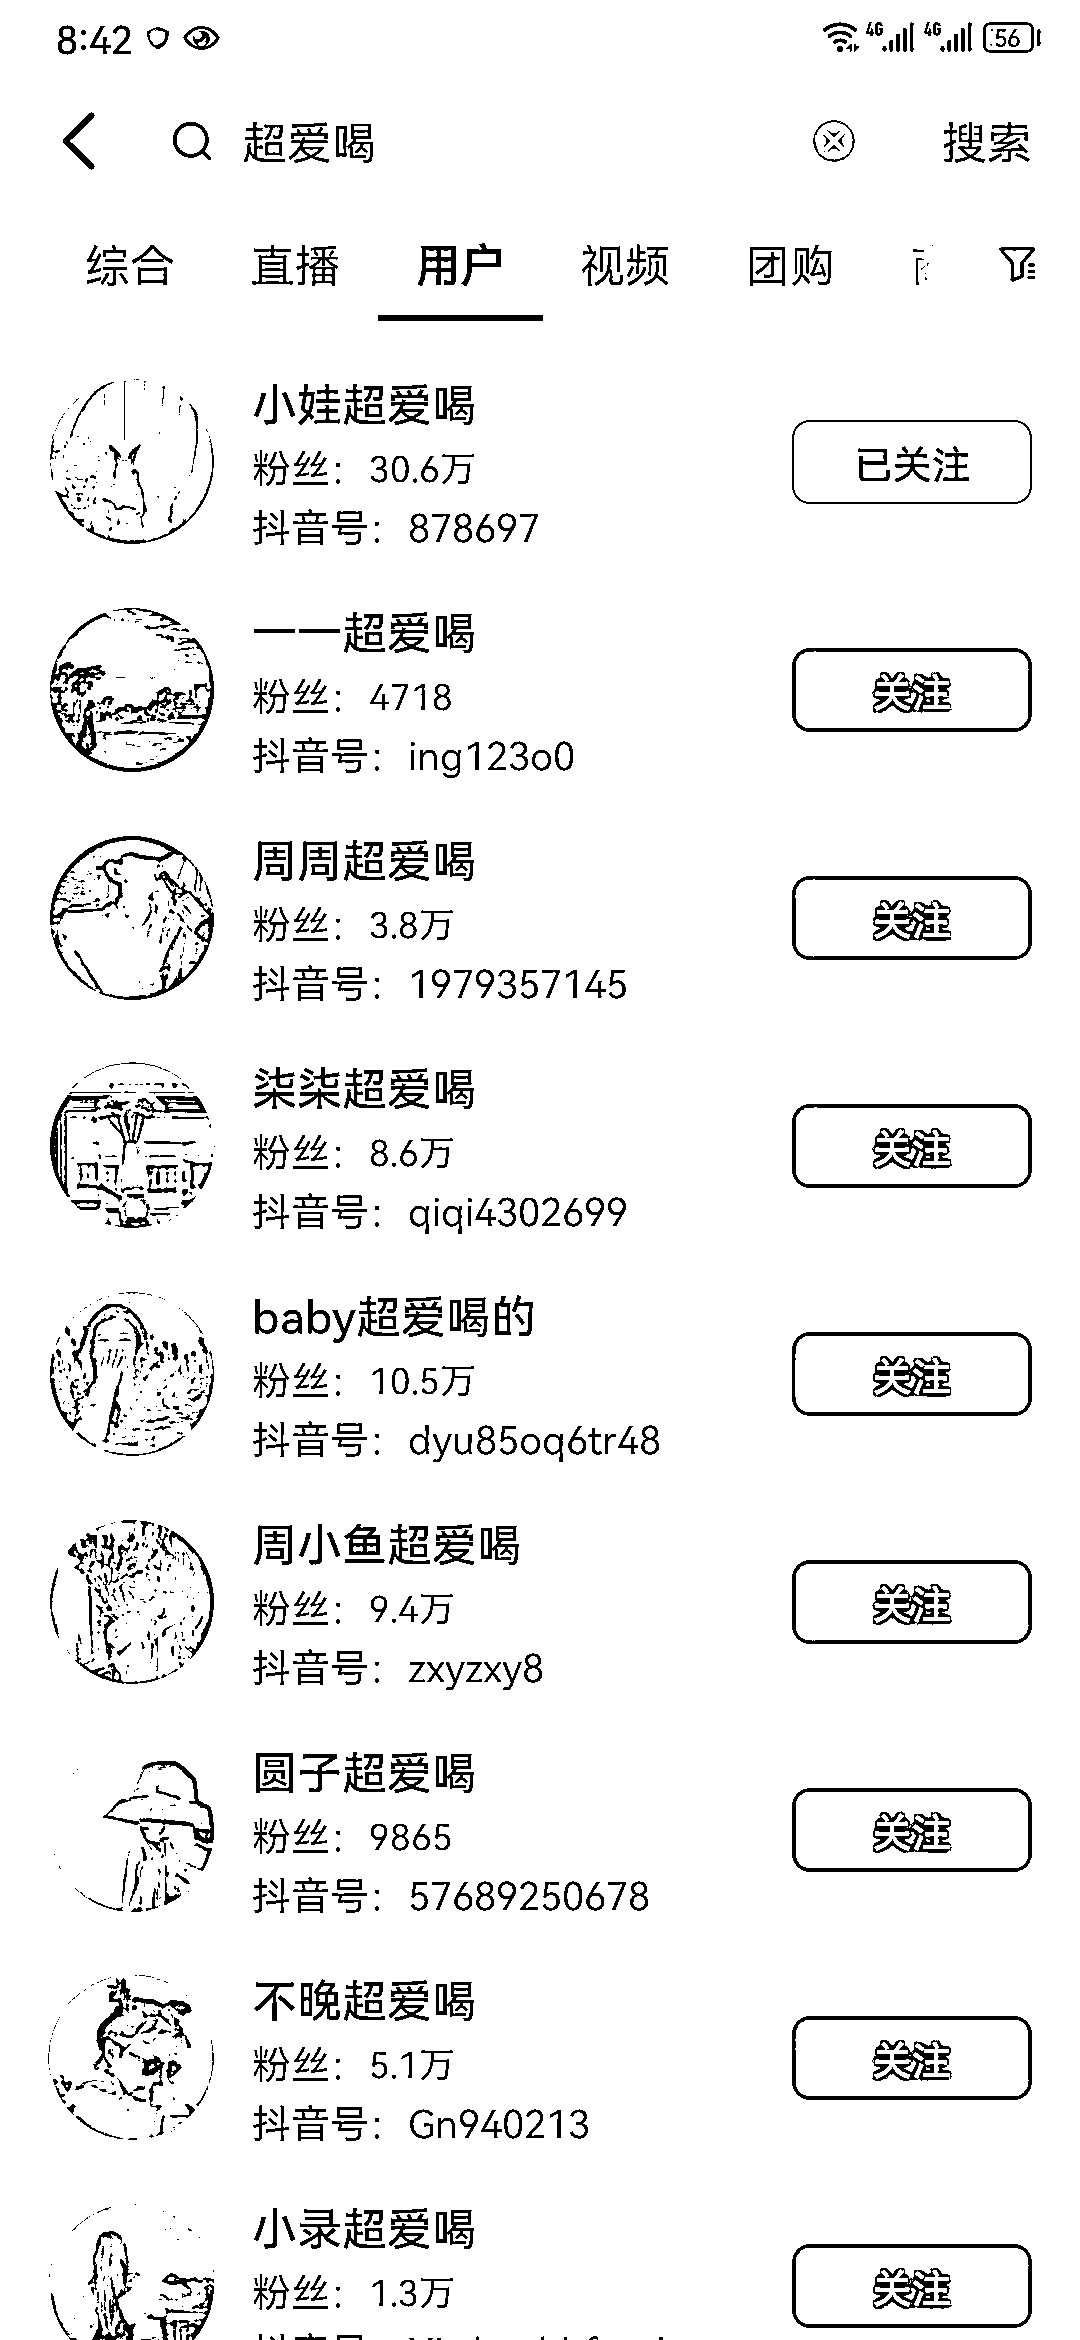 8:42 4G 4G 56
超爱喝 搜索
综合 直播 用户 视频 团购
小娃超爱喝
粉丝：30.6万
已关注
抖音号：878697
一一超爱喝
粉丝：4718
关注
抖音号：ing123o0
周周超爱喝
粉丝：3.8万
关注
抖音号：1979357145
柒柒超爱喝
粉丝：8.6万
关注
抖音号：qiqi4302699
baby超爱喝的
粉丝：10.5万
关注
抖音号：dyu85oq6tr48
周小鱼超爱喝
粉丝：9.4万
关注
抖音号：zxyzxy8
圆子超爱喝
粉丝：9865
关注
抖音号：57689250678
不晚超爱喝
粉丝：5.1万
关注
抖音号：Gn940213
小录超爱喝
粉丝：1.3万
关注